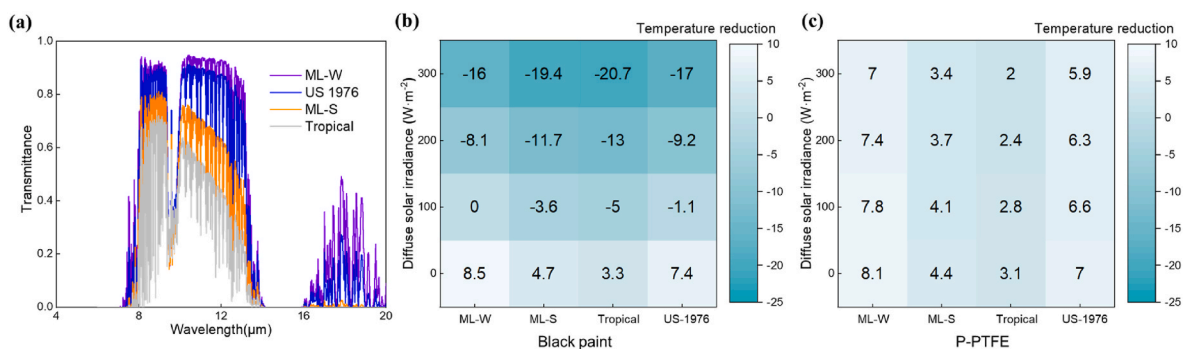 (a)
1.0
0.8
0.6
0.4
0.2
0.0
Transmittance
ML-W
US 1976
ML-S
Tropical
4
8
12
16
20
Wavelength(μm)
(b)
Temperature reduction
Diffuse solar irradiance (W·m⁻²)
300
-16
-19.4
-20.7
-17
200
-8.1
-11.7
-13
-9.2
100
0
-3.6
-5
-1.1
0
8.5
4.7
3.3
7.4
ML-W
ML-S
Tropical
US-1976
Black paint
10
5
0
-5
-10
-15
-20
-25
(c)
Temperature reduction
Diffuse solar irradiance (W·m⁻²)
300
7
3.4
2
5.9
200
7.4
3.7
2.4
6.3
100
7.8
4.1
2.8
6.6
0
8.1
4.4
3.1
7
ML-W
ML-S
Tropical
US-1976
P-PTFE
10
5
0
-5
-10
-15
-20
-25